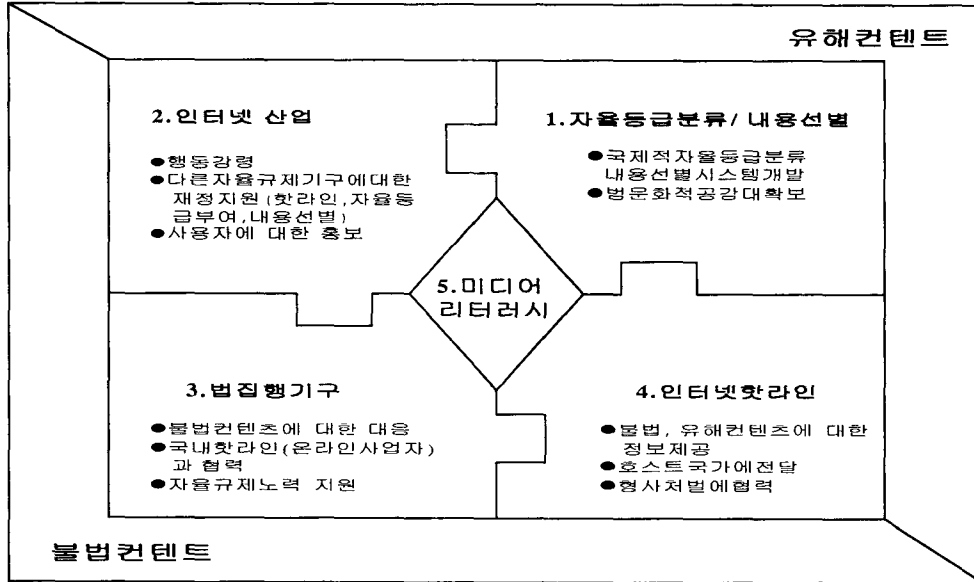 유해컨텐트
2.인터넷 산업
●행동강령
●다른자율규제기구에대한
재정지원(핫라인,자율등
급부여,내용선별)
●사용자에 대한 홍보
1.자율등급분류/ 내용선별
●국제적자율등급분류
내용선별시스템개발
●범문화적공감대확보
5.미디어
리터러시
3.법집행기구
●불법컨텐츠에 대한 대응
●국내핫라인(온라인사업자)
과 협력
●자율규제노력 지원
4.인터넷핫라인
●불법, 유해컨텐츠에 대한
정보제공
●호스트국가에전달
●형사처벌에협력
불법컨텐트